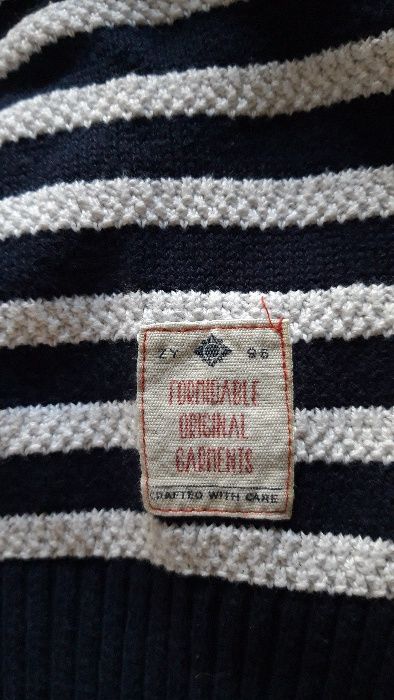 ZY 96
FORMIDABLE
ORIGINAL
GARMENTS
CRAFTED WITH CARE